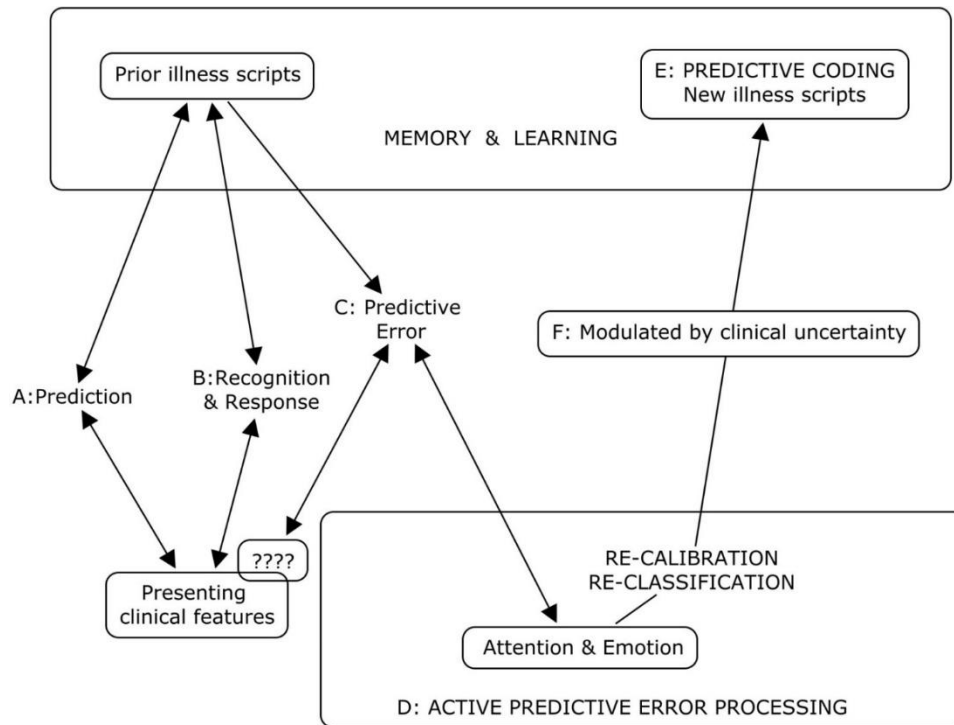 Prior illness scripts
E: PREDICTIVE CODING
New illness scripts
MEMORY & LEARNING
C: Predictive
Error
F: Modulated by clinical uncertainty
A:Prediction
B:Recognition
& Response
????
Presenting
clinical features
RE-CALIBRATION
RE-CLASSIFICATION
Attention & Emotion
D: ACTIVE PREDICTIVE ERROR PROCESSING